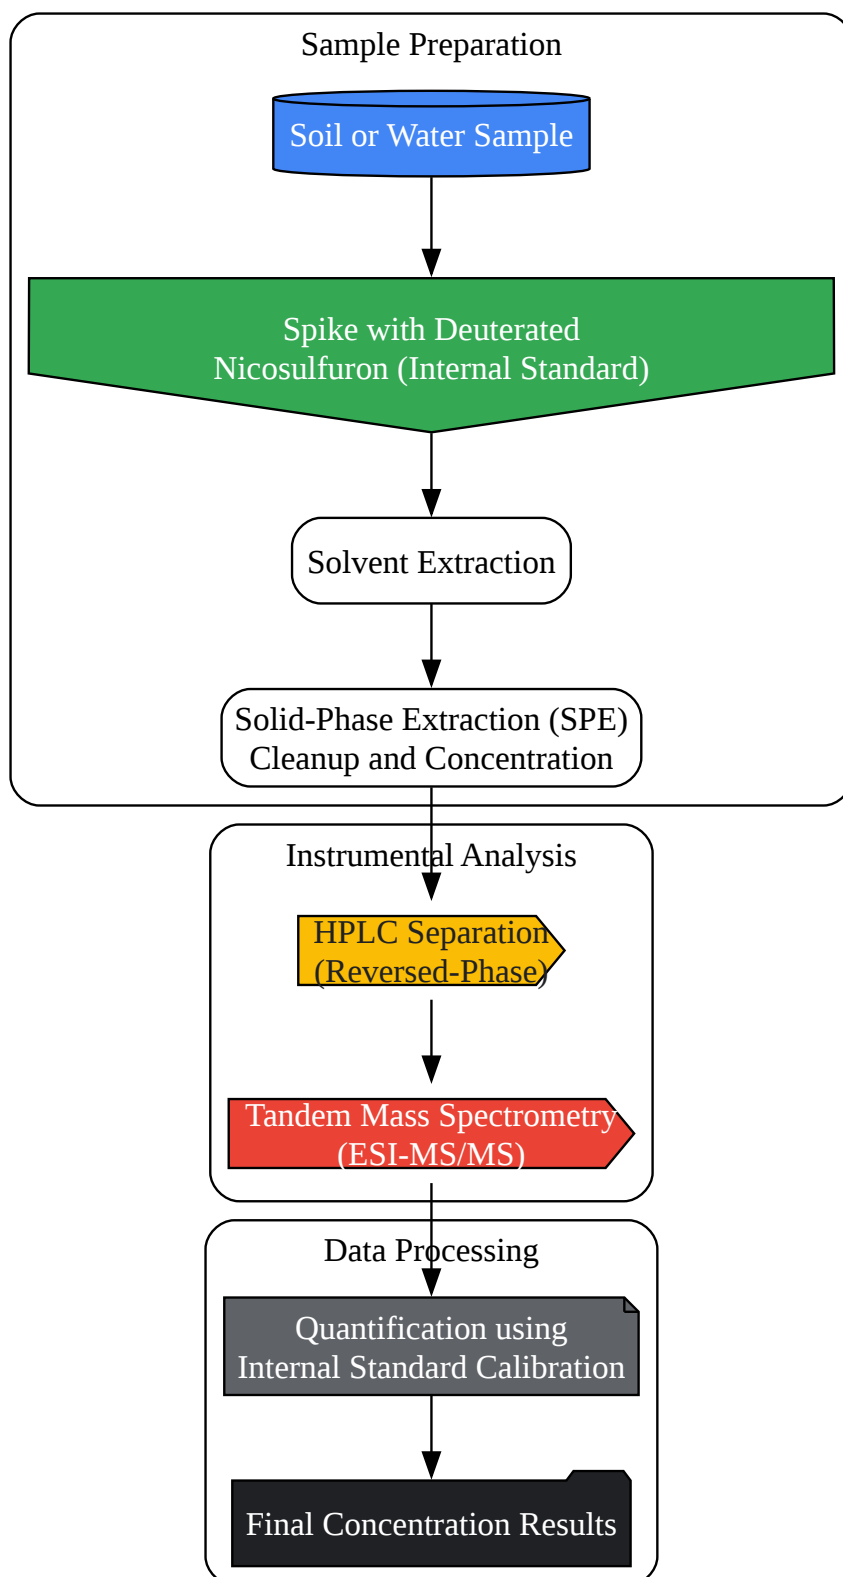 Sample Preparation
Soil or Water Sample
Spike with Deuterated
Nicosulfuron (Internal Standard)
Solvent Extraction
Solid-Phase Extraction (SPE)
Cleanup and Concentration
Instrumental Analysis
HPLC Separation
(Reversed-Phase)
Tandem Mass Spectrometry
(ESI-MS/MS)
Data Processing
Quantification using
Internal Standard Calibration
Final Concentration Results